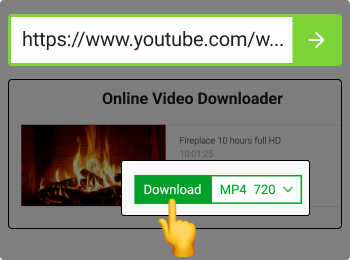 https://www.youtube.com/w...
Online Video Downloader
Fireplace 10 hours full HD
10:01:25
Download MP4 720